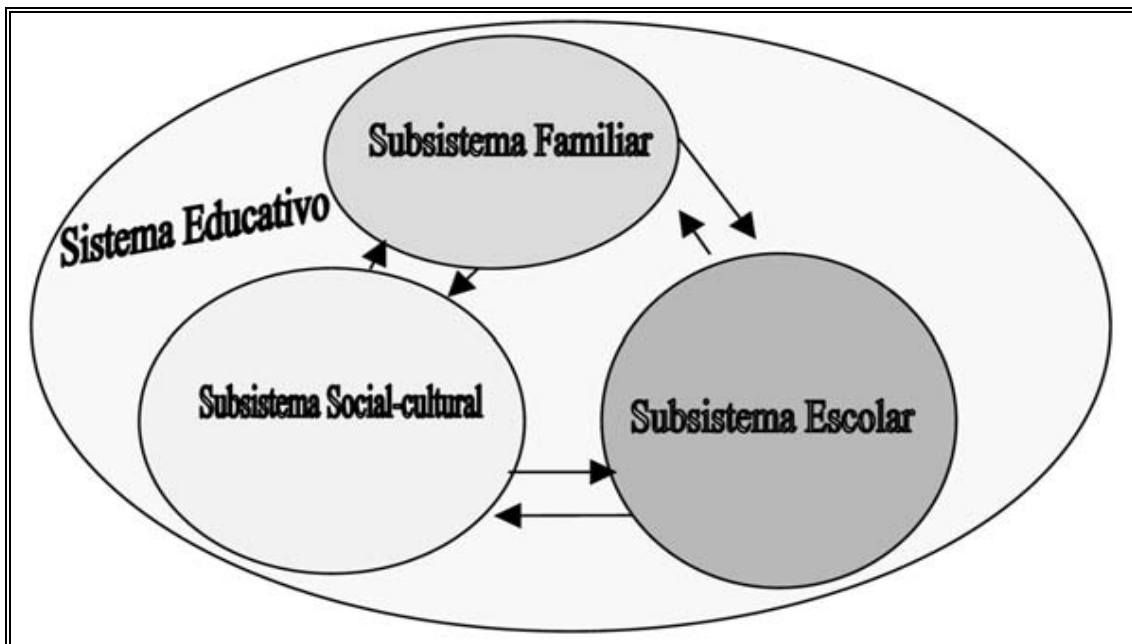 Subsistema Familiar
Sistema Educativo
Subsistema Social-cultural
Subsistema Escolar